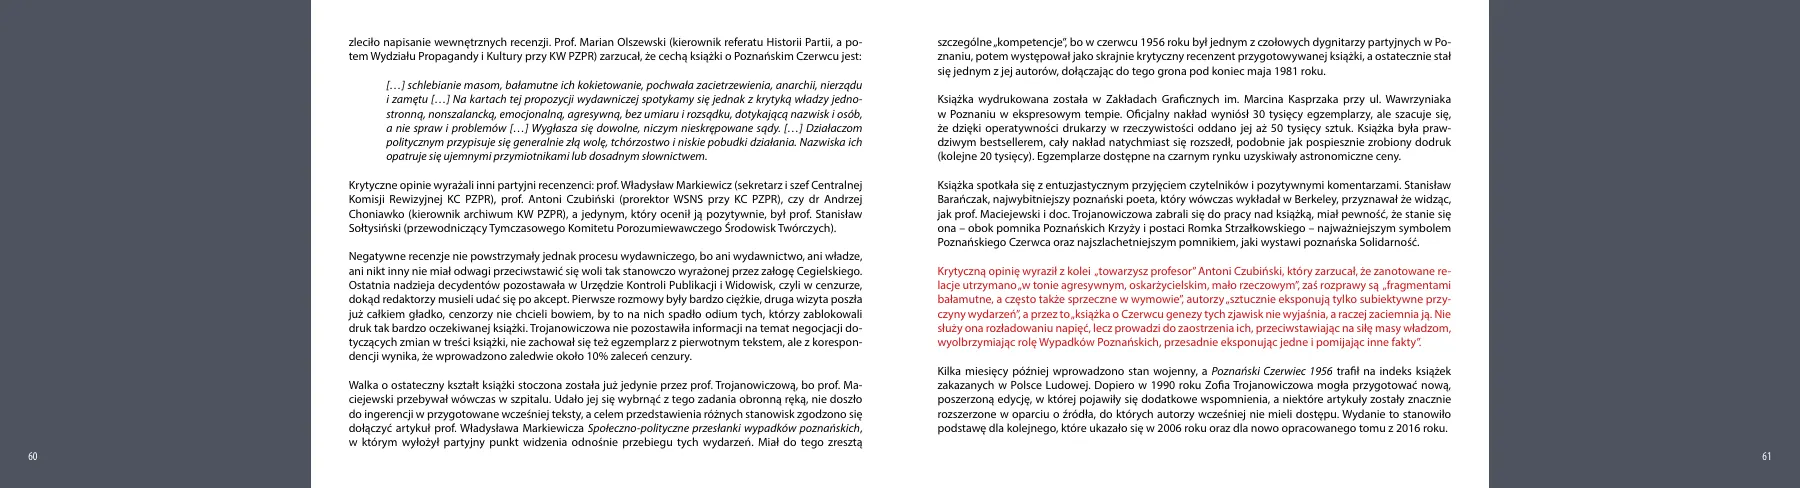 zleciło napisanie wewnętrznych recenzji. Prof. Marian Olszewski (kierownik referatu Historii Partii, a po-
tem Wydziału Propagandy i Kultury przy KW PZPR) zarzucał, że cechą książki o Poznańskim Czerwcu jest:
[…] schlebianie masom, bałamutne ich kokietowanie, pochwała zacietrzewienia, anarchii, nierządu
i zamętu […] Na kartach tej propozycji wydawniczej spotykamy się jednak z krytyką władzy jedno-
stronną, nonszalancką, emocjonalną, agresywną, bez umiaru i rozsądku, dotykającą nazwisk i osób,
a nie spraw i problemów […] Wygłasza się dowolne, niczym nieskrępowane sądy. […] Działaczom
politycznym przypisuje się generalnie złą wolę, tchórzostwo i niskie pobudki działania. Nazwiska ich
opatruje się ujemnymi przymiotnikami lub dosadnym słownictwem.
Krytyczne opinie wyrażali inni partyjni recenzenci: prof. Władysław Markiewicz (sekretarz i szef Centralnej
Komisji Rewizyjnej KC PZPR), prof. Antoni Czubiński (prorektor WSNS przy KC PZPR), czy dr Andrzej
Choniawko (kierownik archiwum KW PZPR), a jedynym, który ocenił ją pozytywnie, był prof. Stanisław
Sołtysiński (przewodniczący Tymczasowego Komitetu Porozumiewawczego Środowisk Twórczych).
Negatywne recenzje nie powstrzymały jednak procesu wydawniczego, bo ani wydawnictwo, ani władze,
ani nikt inny nie miał odwagi przeciwstawić się woli tak stanowczo wyrażonej przez załogę Cegielskiego.
Ostatnia nadzieja decydentów pozostawała w Urzędzie Kontroli Publikacji i Widowisk, czyli w cenzurze,
dokąd redaktorzy musieli udać się po akcept. Pierwsze rozmowy były bardzo ciężkie, druga wizyta poszła
już całkiem gładko, cenzorzy nie chcieli bowiem, by to na nich spadło odium tych, którzy zablokowali
druk tak bardzo oczekiwanej książki. Trojanowiczowa nie pozostawiła informacji na temat negocjacji do-
tyczących zmian w treści książki, nie zachował się też egzemplarz z pierwotnym tekstem, ale z korespon-
dencji wynika, że wprowadzono zaledwie około 10% zaleceń cenzury.
Walka o ostateczny kształt książki stoczona została już jedynie przez prof. Trojanowiczową, bo prof. Ma-
ciejewski przebywał wówczas w szpitalu. Udało jej się wybrnąć z tego zadania obronną ręką, nie doszło
do ingerencji w przygotowane wcześniej teksty, a celem przedstawienia różnych stanowisk zgodzono się
dołączyć artykuł prof. Władysława Markiewicza Społeczno-polityczne przesłanki wypadków poznańskich,
w którym wyłożył partyjny punkt widzenia odnośnie przebiegu tych wydarzeń. Miał do tego zresztą
60
szczególne „kompetencje”, bo w czerwcu 1956 roku był jednym z czołowych dygnitarzy partyjnych w Po-
znaniu, potem występował jako skrajnie krytyczny recenzent przygotowywanej książki, a ostatecznie stał
się jednym z jej autorów, dołączając do tego grona pod koniec maja 1981 roku.
Książka wydrukowana została w Zakładach Graficznych im. Marcina Kasprzaka przy ul. Wawrzyniaka
w Poznaniu w ekspresowym tempie. Oficjalny nakład wyniósł 30 tysięcy egzemplarzy, ale szacuje się,
że dzięki operatywności drukarzy w rzeczywistości oddano jej aż 50 tysięcy sztuk. Książka była praw-
dziwym bestsellerem, cały nakład natychmiast się rozszedł, podobnie jak pospiesznie zrobiony dodruk
(kolejne 20 tysięcy). Egzemplarze dostępne na czarnym rynku uzyskiwały astronomiczne ceny.
Książka spotkała się z entuzjastycznym przyjęciem czytelników i pozytywnymi komentarzami. Stanisław
Barańczak, najwybitniejszy poznański poeta, który wówczas wykładał w Berkeley, przyznawał że widząc,
jak prof. Maciejewski i doc. Trojanowiczowa zabrali się do pracy nad książką, miał pewność, że stanie się
ona – obok pomnika Poznańskich Krzyży i postaci Romka Strzałkowskiego – najważniejszym symbolem
Poznańskiego Czerwca oraz najszlachetniejszym pomnikiem, jaki wystawi poznańska Solidarność.
Krytyczną opinię wyraził z kolei „towarzysz profesor” Antoni Czubiński, który zarzucał, że zanotowane re-
lacje utrzymano „w tonie agresywnym, oskarżycielskim, mało rzeczowym”, zaś rozprawy są „fragmentami
bałamutne, a często także sprzeczne w wymowie”, autorzy „sztucznie eksponują tylko subiektywne przy-
czyny wydarzeń”, a przez to „książka o Czerwcu genezy tych zjawisk nie wyjaśnia, a raczej zaciemnia ją. Nie
służy ona rozładowaniu napięć, lecz prowadzi do zaostrzenia ich, przeciwstawiając na siłę masy władzom,
wyolbrzymiając rolę Wypadków Poznańskich, przesadnie eksponując jedne i pomijając inne fakty”.
Kilka miesięcy później wprowadzono stan wojenny, a Poznański Czerwiec 1956 trafił na indeks książek
zakazanych w Polsce Ludowej. Dopiero w 1990 roku Zofia Trojanowiczowa mogła przygotować nową,
poszerzoną edycję, w której pojawiły się dodatkowe wspomnienia, a niektóre artykuły zostały znacznie
rozszerzone w oparciu o źródła, do których autorzy wcześniej nie mieli dostępu. Wydanie to stanowiło
podstawę dla kolejnego, które ukazało się w 2006 roku oraz dla nowo opracowanego tomu z 2016 roku.
61